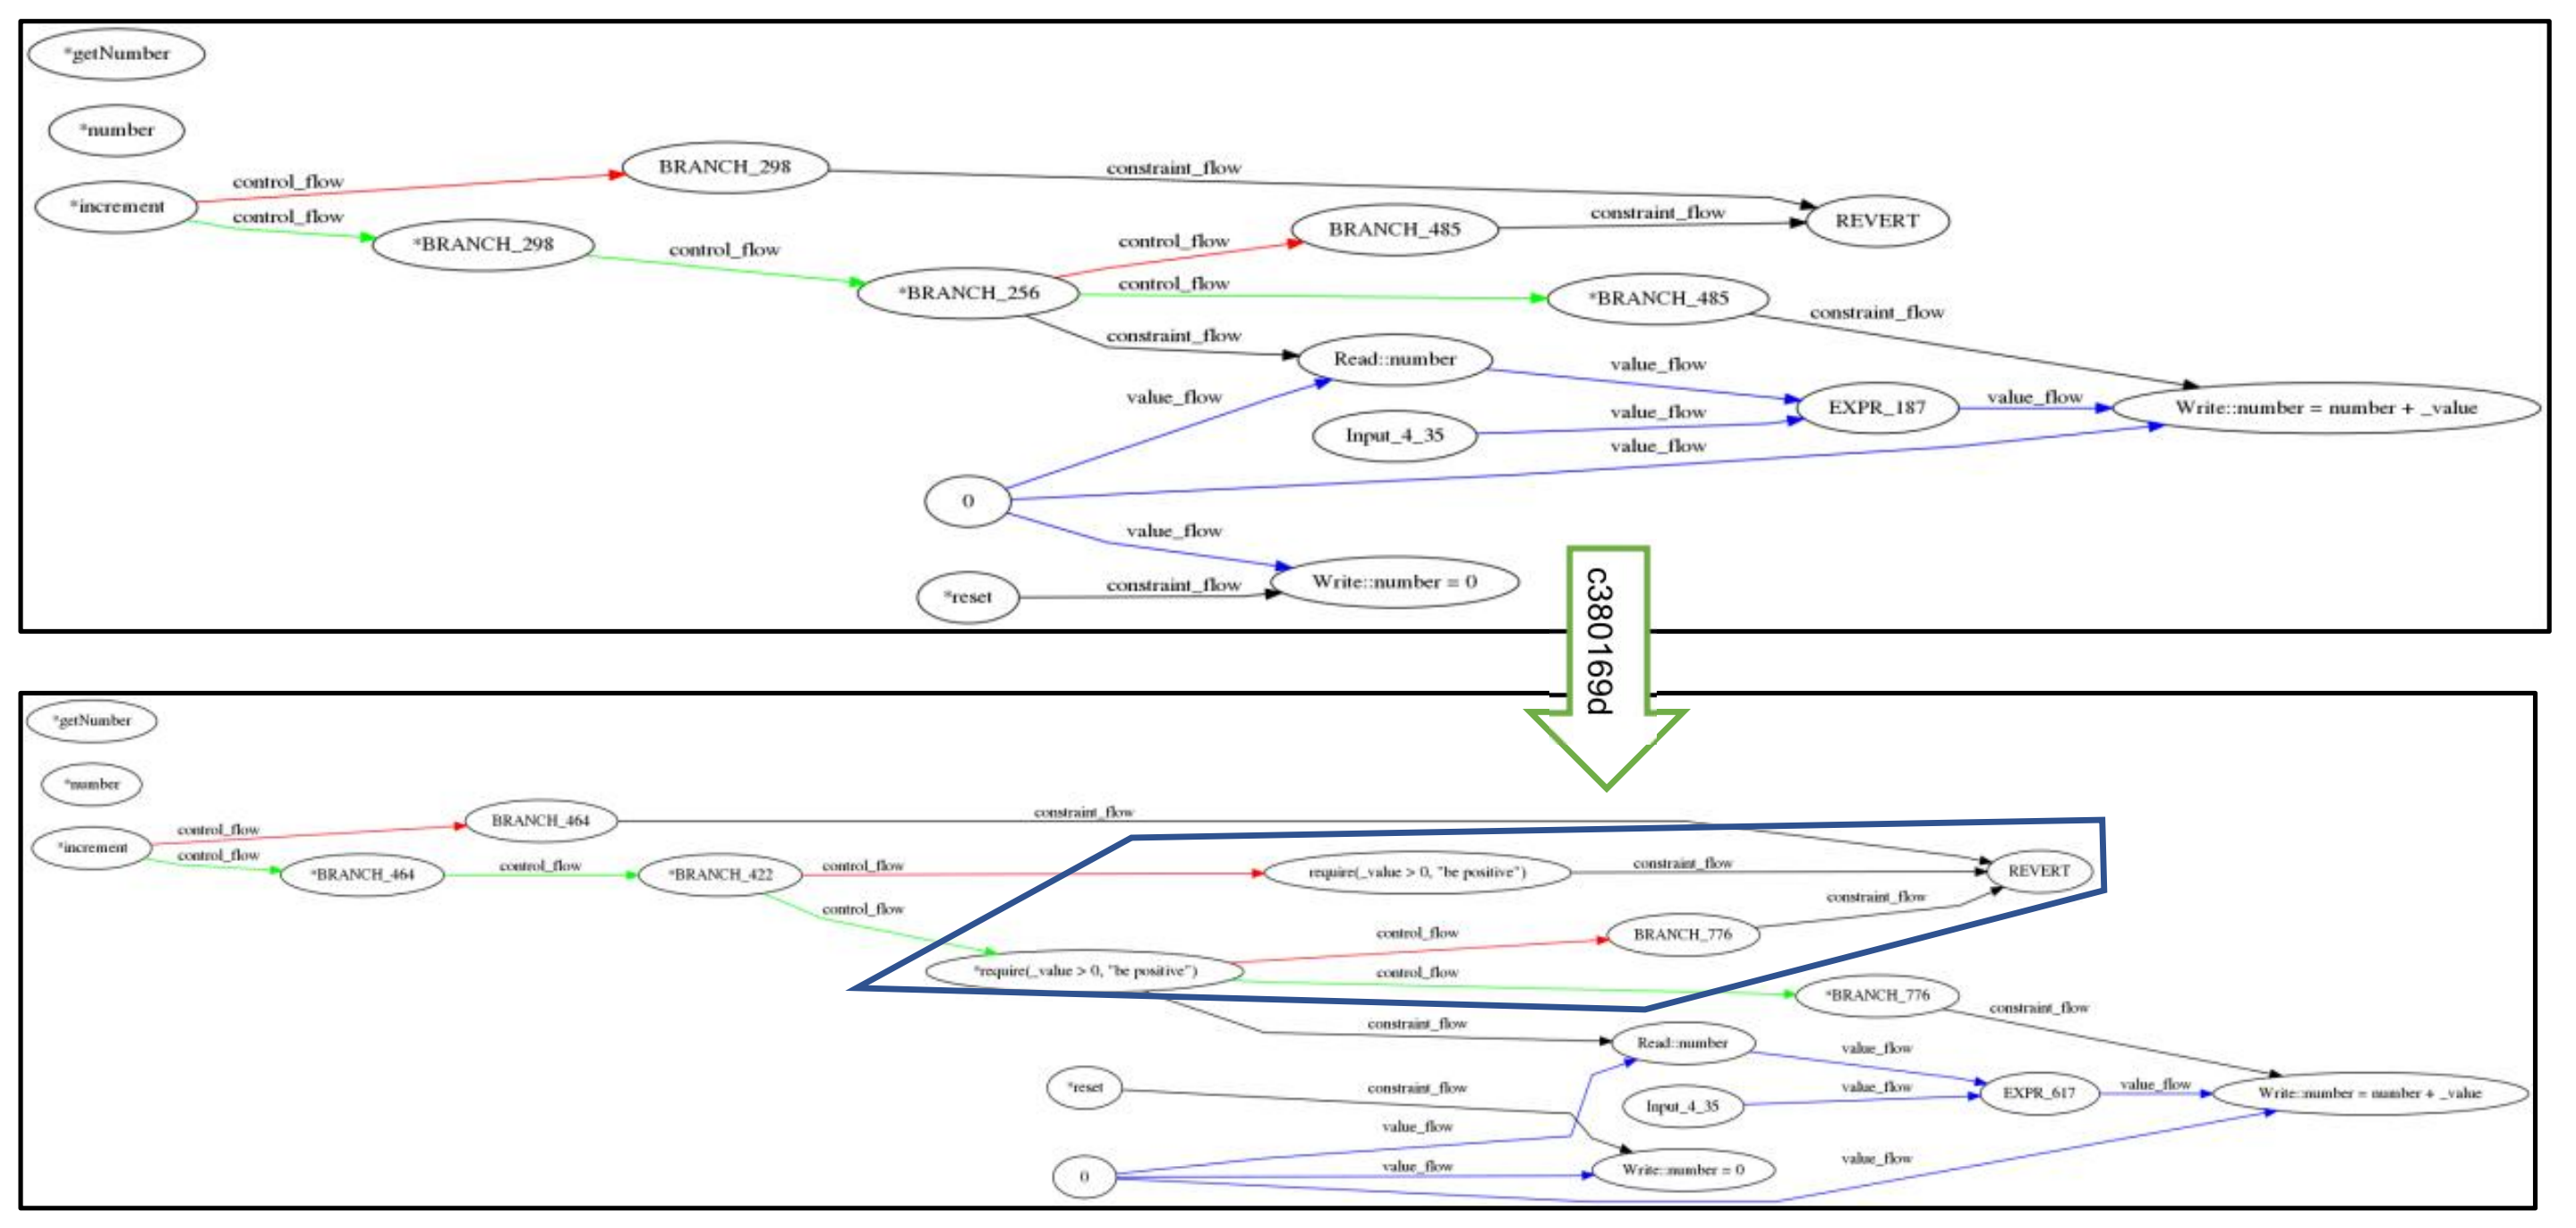 *getNumber
*number
control_flow
BRANCH_298
constraint_flow
*increment
control_flow
*BRANCH_298
control_flow
*BRANCH_256
control_flow
BRANCH_485
constraint_flow
REVERT
control_flow
*BRANCH_485
constraint_flow
constraint_flow
Read::number
value_flow
value_flow
Input_4_35
value_flow
EXPR_187
value_flow
Write::number = number + _value
value_flow
0
value_flow
*reset
constraint_flow
Write::number = 0
c380169d
*getNumber
*number
control_flow
BRANCH_464
constraint_flow
*increment
control_flow
*BRANCH_464
control_flow
*BRANCH_422
control_flow
require(_value > 0, "be positive")
constraint_flow
REVERT
control_flow
*require(_value > 0, "be positive")
control_flow
BRANCH_776
constraint_flow
control_flow
*BRANCH_776
constraint_flow
constraint_flow
Read::number
value_flow
*reset
constraint_flow
Input_4_35
value_flow
EXPR_617
value_flow
Write::number = number + _value
value_flow
0
value_flow
Write::number = 0
value_flow